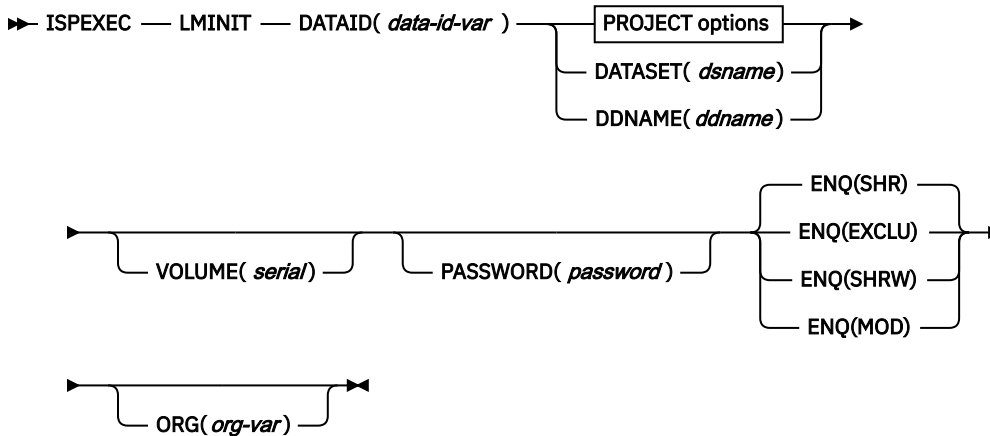 ISPEXEC LMINIT DATAID( data-id-var ) PROJECT options
DATASET( dsname)
DDNAME( ddname)
ENQ(SHR)
VOLUME( serial) PASSWORD( password) ENQ(EXCLU)
ENQ(SHRW)
ENQ(MOD)
ORG( org-var)